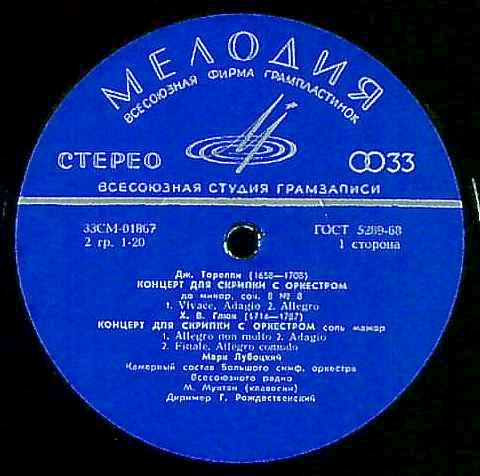 МЕЛОДИЯ
ВСЕСОЮЗНАЯ ФИРМА ГРАМПЛАСТИНОК
СТЕРЕО 33
ВСЕСОЮЗНАЯ СТУДИЯ ГРАМЗАПИСИ
33СМ-01867 ГОСТ 5289-68
2 гр. 1-20 1 сторона
Дж. Торелли (1658—1708)
КОНЦЕРТ ДЛЯ СКРИПКИ С ОРКЕСТРОМ
до минор, соч. 8 № 8
1. Vivace, Adagio 2. Allegro
Х. В. Глюк (1714—1787)
КОНЦЕРТ ДЛЯ СКРИПКИ С ОРКЕСТРОМ соль мажор
1. Allegro non multo 2. Adagio
2. Finale. Allegro comodo
Марк Лубоцкий
Камерный состав Большого симф. оркестра
Всесоюзного радио
М. Мунтян (клавесин)
Дирижер Г. Рождественский